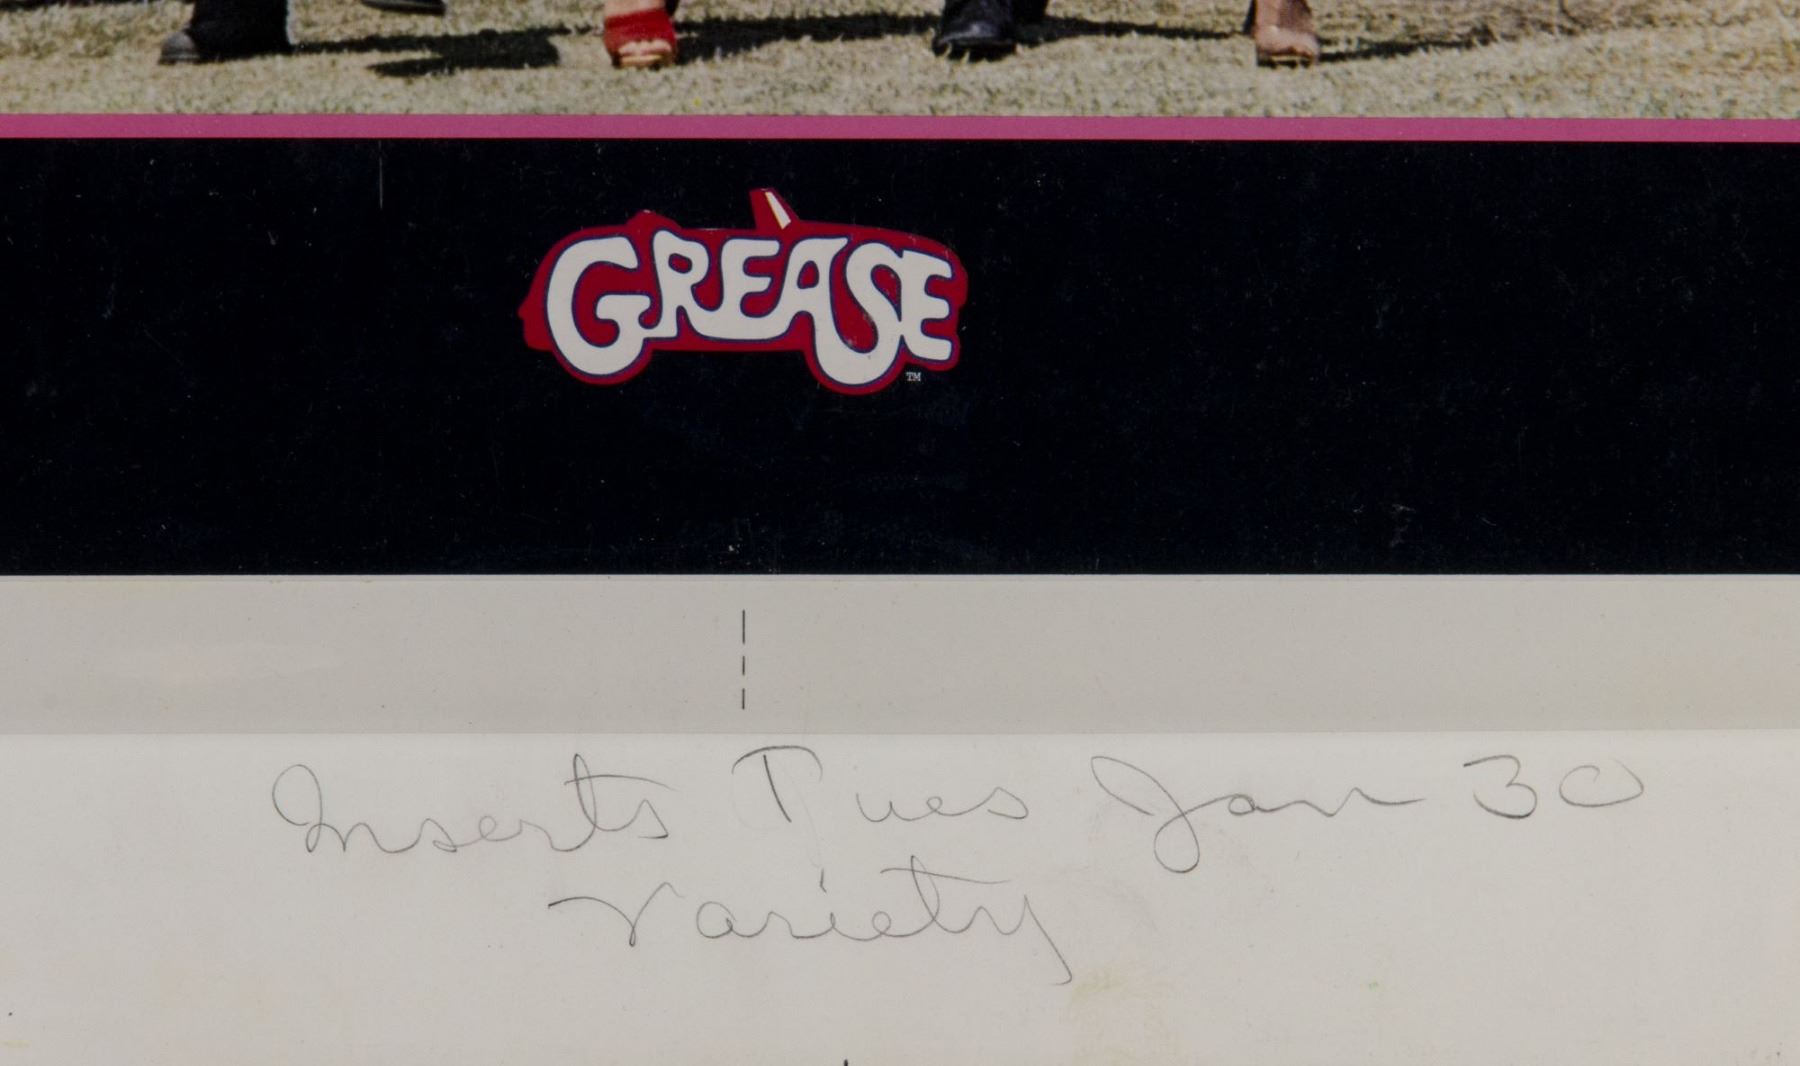 GREASE
TM
Inserts Tues Jan 30
Variety